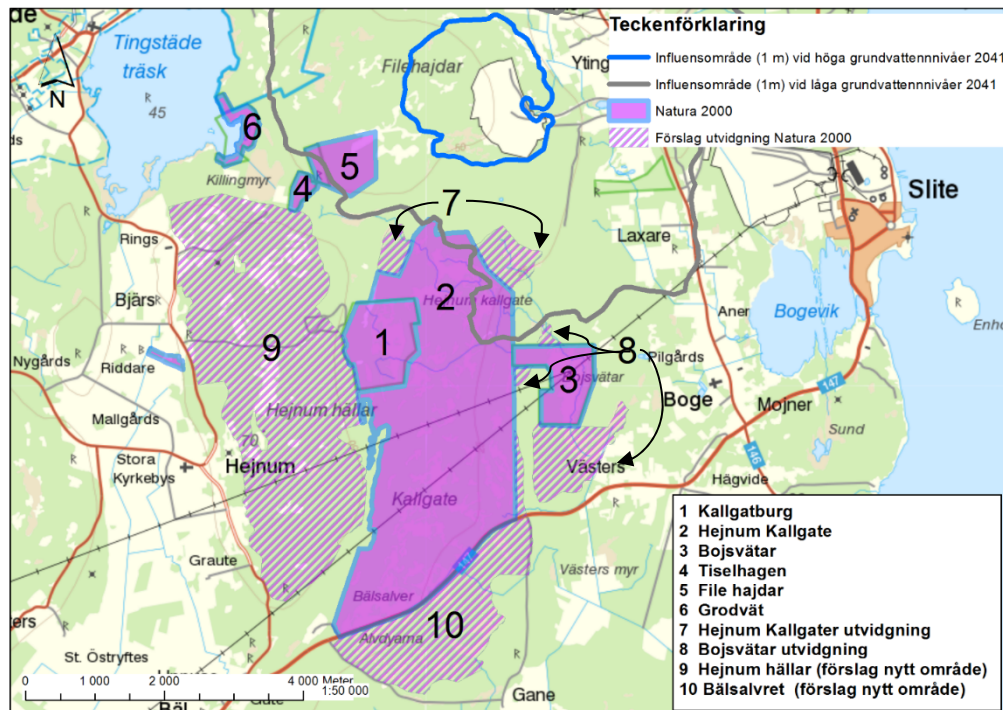 de
Tingstäde
träsk
45
N
ds
Filehajdar
Yting
Teckenförklaring
Influensområde (1 m) vid höga grundvattennnivåer 2041
Influensområde (1m) vid låga grundvattennnivåer 2041
Natura 2000
Förslag utvidgning Natura 2000
6
5
4
Killingmyr
7
Slite
Laxare
Rings
Bjärs
Hejnum kallgate
2
1
Bogevik
Aner
Enho
9
Nygårds
Riddare
8
Pilgårds
3
Bojsvätar
Boge
147
Mojner
Hejnum hällar
Mallgårds
Sund
70
Stora
Kyrkebys
Hejnum
Västers
146
Hägvide
Kallgate
Graute
147
Västers myr
Bälsalver
10
Alvdyarna
ers
St. Östryftes
Gane
Bäl
Gute
0 1 000 2 000 4 000 Meter
1:50 000
1 Kallgatburg
2 Hejnum Kallgate
3 Bojsvätar
4 Tiselhagen
5 File hajdar
6 Grodvät
7 Hejnum Kallgater utvidgning
8 Bojsvätar utvidgning
9 Hejnum hällar (förslag nytt område)
10 Bälsalvret (förslag nytt område)